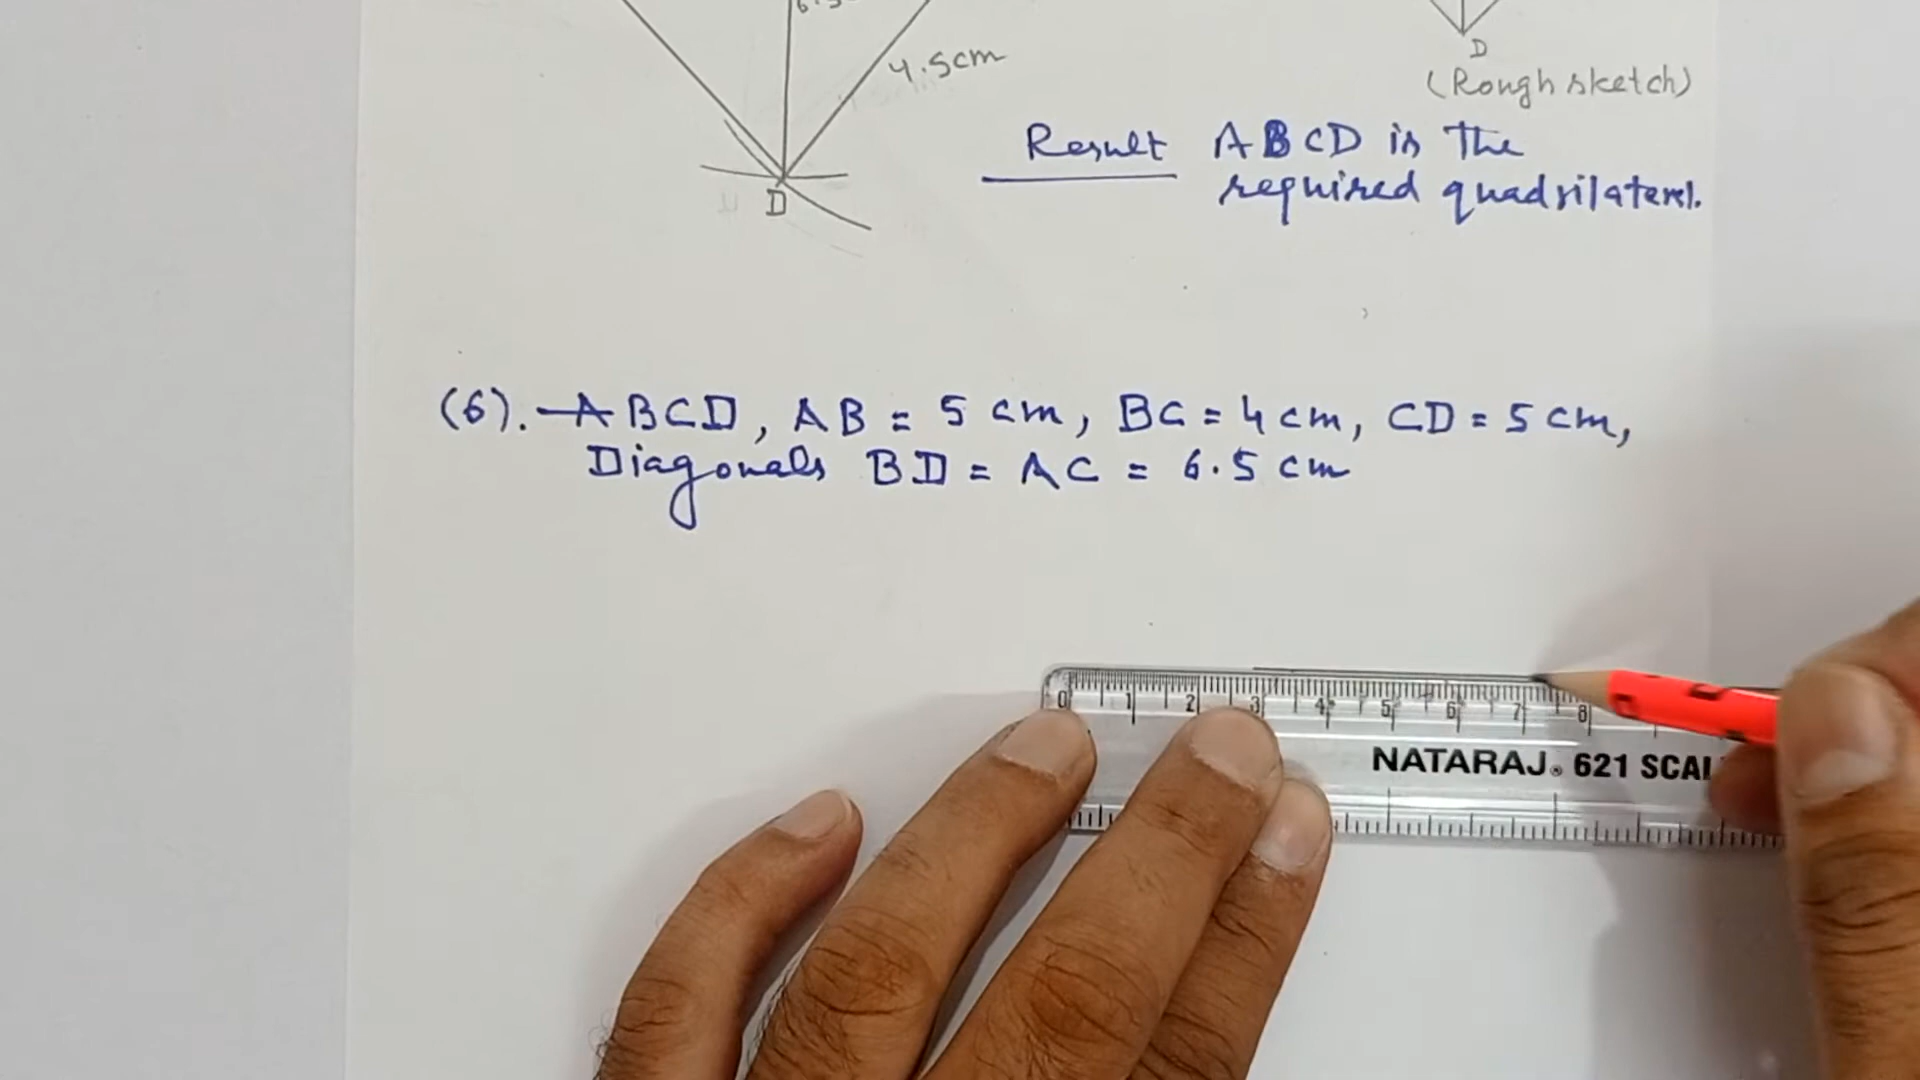 4.5cm
D
(Rough sketch)
Result ABCD is the
required quadrilateral.
D
(6). ABCD, AB = 5 cm, BC = 4 cm, CD = 5 cm,
Diagonals BD = AC = 6.5 cm
0 1 2 3 4 5 6 7 8
NATARAJ® 621 SCAL